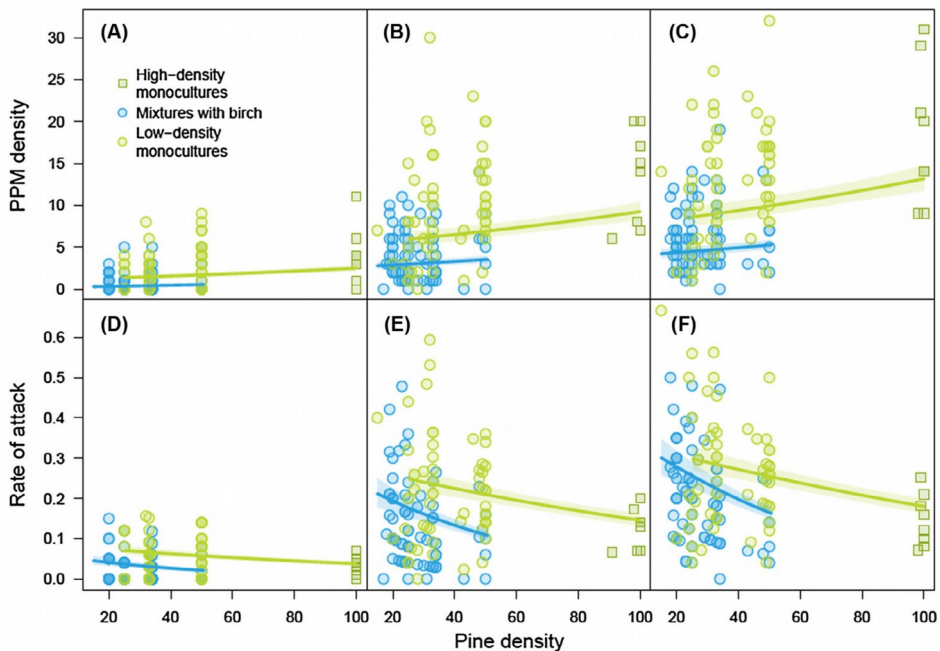 (A) (B) (C)
30
25
20
15
10
5
0
PPM density
High-density
monocultures
Mixtures with birch
Low-density
monocultures
(D) (E) (F)
0.6
0.5
0.4
0.3
0.2
0.1
0.0
Rate of attack
20 40 60 80 100 20 40 60 80 100 20 40 60 80 100
Pine density